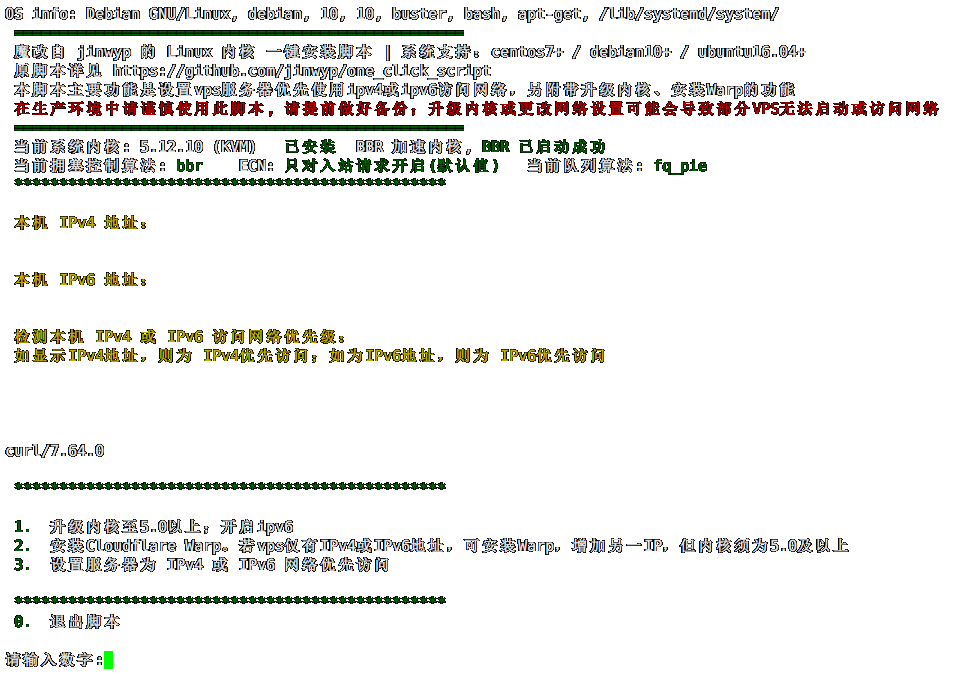 OS info: Debian GNU/Linux, debian, 10, 10, buster, bash, apt-get, /lib/systemd/system/
魔改自 jinwyp 的 Linux 内核 一键安装脚本 | 系统支持：centos7+ / debian10+ / ubuntu16.04+
原脚本详见 https://github.com/jinwyp/one_click_script
本脚本主要功能是设置vps服务器优先使用ipv4或ipv6访问网络，另附带升级内核、安装Warp的功能
在生产环境中请谨慎使用此脚本，请提前做好备份；升级内核或更改网络设置可能会导致部分VPS无法启动或访问网络
当前系统内核: 5.12.10 (KVM) 已安装 BBR 加速内核, BBR 已启动成功
当前拥塞控制算法: bbr ECN: 只对入站请求开启(默认值) 当前队列算法: fq_pie
*************************************************
本机 IPv4 地址：
本机 IPv6 地址：
检测本机 IPv4 或 IPv6 访问网络优先级：
如显示IPv4地址，则为 IPv4优先访问；如为IPv6地址，则为 IPv6优先访问
curl/7.64.0
*************************************************
1. 升级内核至5.0以上；开启ipv6
2. 安装Cloudflare Warp。若vps仅有IPv4或IPv6地址，可安装Warp，增加另一IP，但内核须为5.0及以上
3. 设置服务器为 IPv4 或 IPv6 网络优先访问
*************************************************
0. 退出脚本
请输入数字: